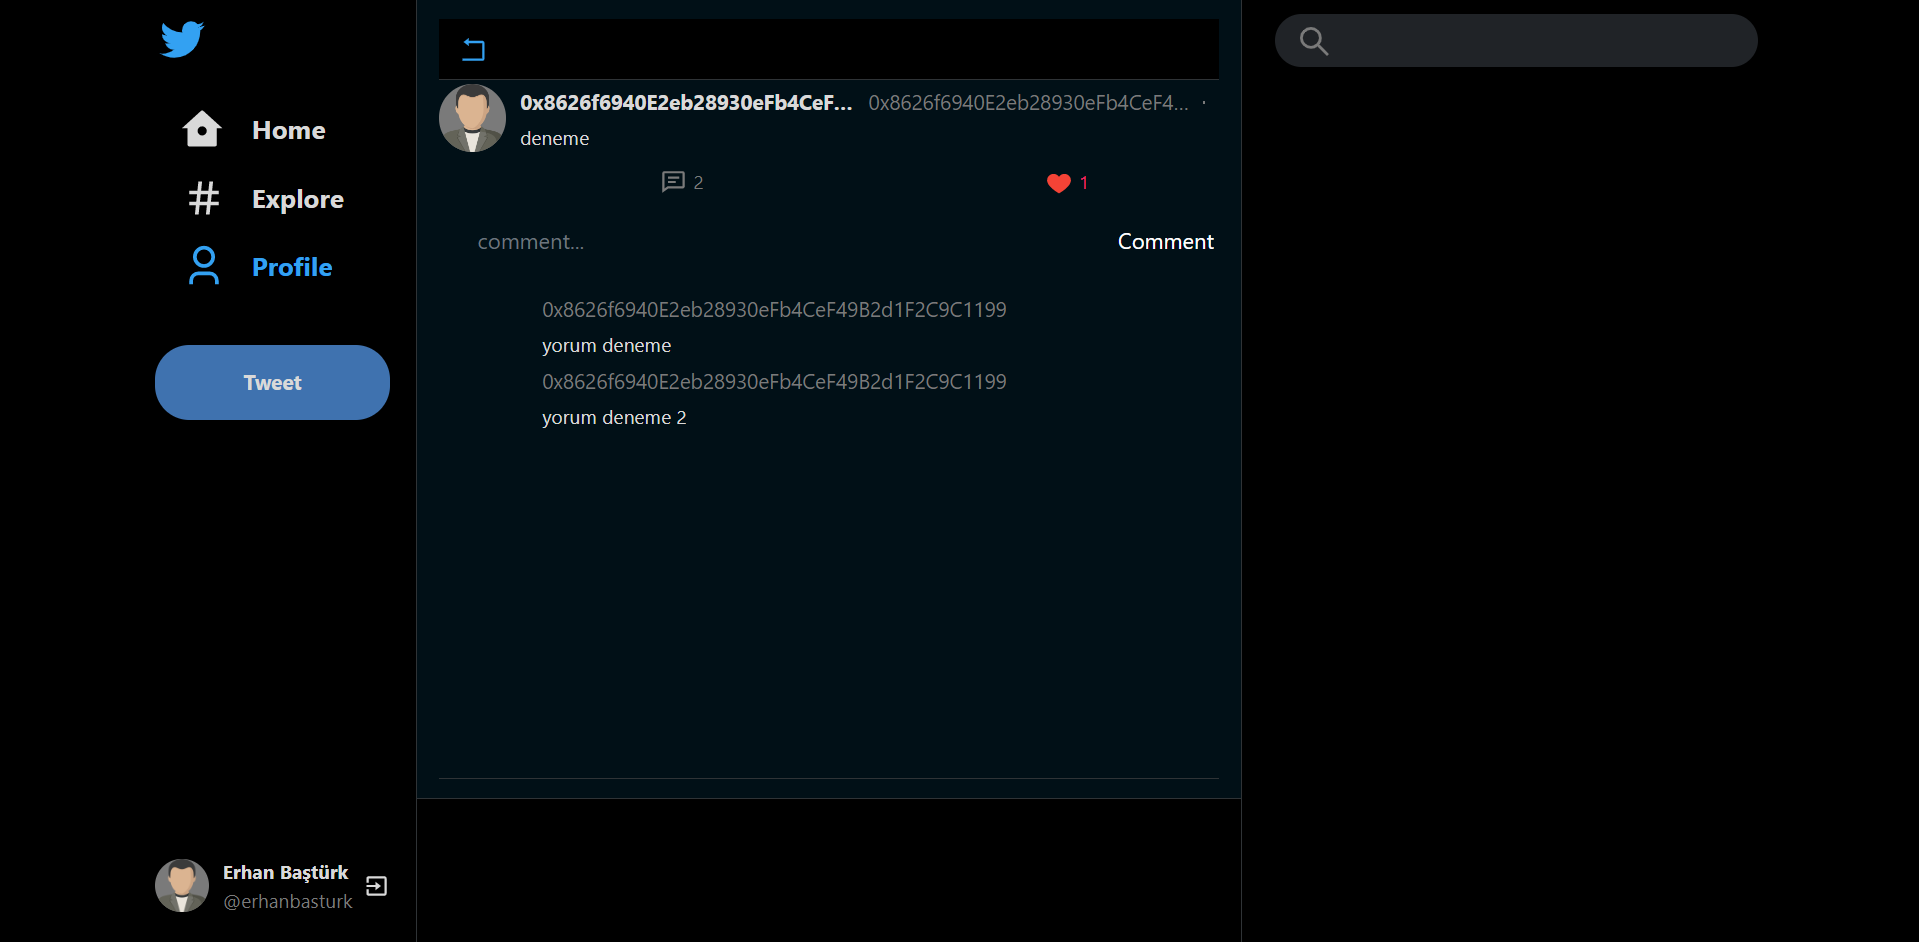 Home
Explore
Profile
Tweet
Erhan Baştürk
@erhanbasturk
0x8626f6940E2eb28930eFb4CeF... 0x8626f6940E2eb28930eFb4CeF4... ·
deneme
2 1
comment... Comment
0x8626f6940E2eb28930eFb4CeF49B2d1F2C9C1199
yorum deneme
0x8626f6940E2eb28930eFb4CeF49B2d1F2C9C1199
yorum deneme 2